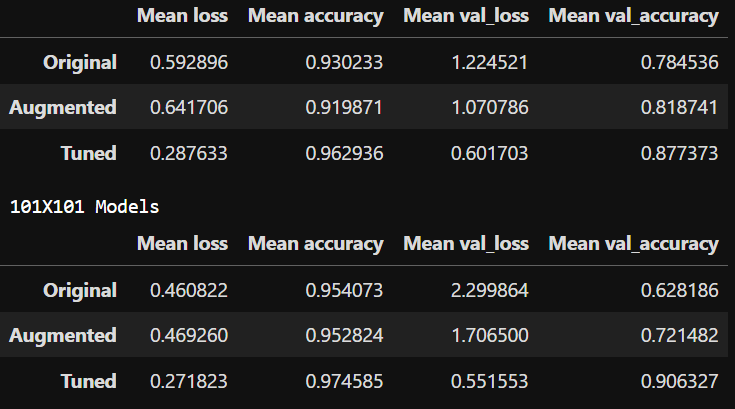 Mean loss Mean accuracy Mean val_loss Mean val_accuracy
Original 0.592896 0.930233 1.224521 0.784536
Augmented 0.641706 0.919871 1.070786 0.818741
Tuned 0.287633 0.962936 0.601703 0.877373
101X101 Models
Mean loss Mean accuracy Mean val_loss Mean val_accuracy
Original 0.460822 0.954073 2.299864 0.628186
Augmented 0.469260 0.952824 1.706500 0.721482
Tuned 0.271823 0.974585 0.551553 0.906327